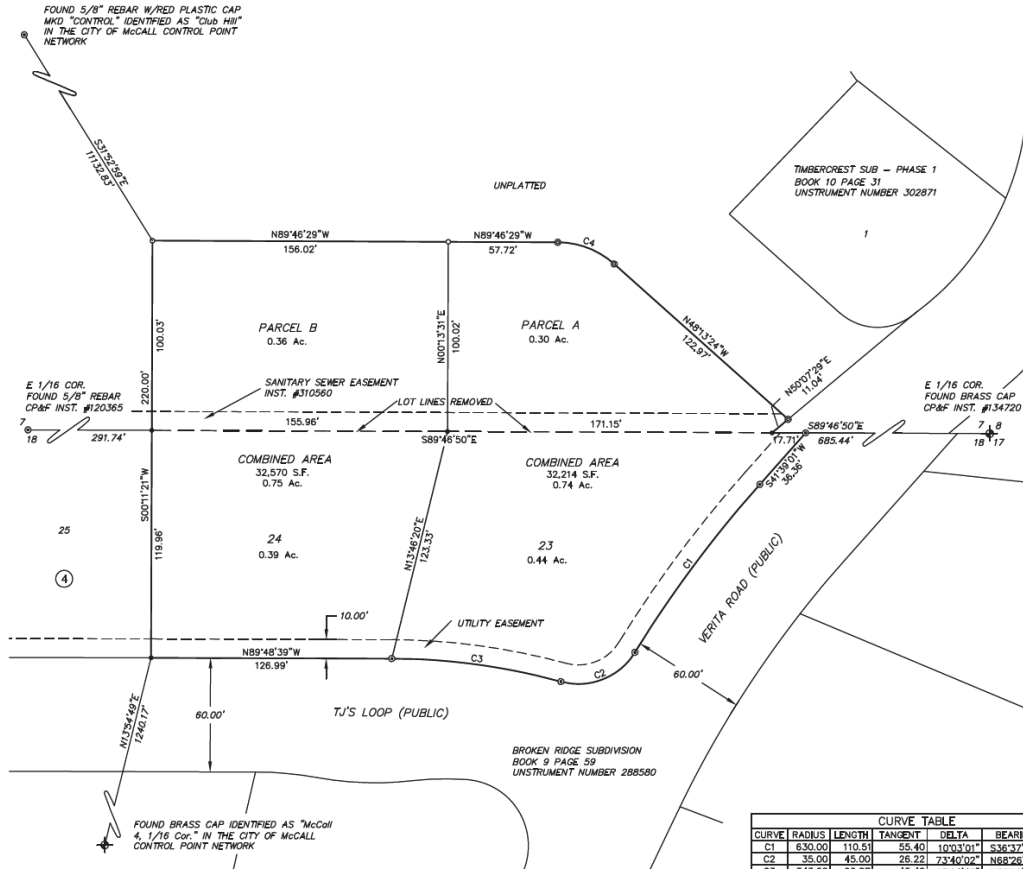 FOUND 5/8" REBAR W/RED PLASTIC CAP
MKD "CONTROL" IDENTIFIED AS "Club Hill"
IN THE CITY OF McCALL CONTROL POINT
NETWORK
S31°52'59"E
11132.83'
UNPLATTED
TIMBERCREST SUB – PHASE 1
BOOK 10 PAGE 31
UNSTRUMENT NUMBER 302871
1
N89°46'29"W
156.02'
N89°46'29"W
57.72'
C4
PARCEL B
0.36 Ac.
PARCEL A
0.30 Ac.
100.03'
N00°13'31"E
100.02'
N48°13'24"W
122.97'
N50°07'29"E
11.04'
E 1/16 COR.
FOUND 5/8" REBAR
CP&F INST. #120365
7
18
291.74'
220.00'
SANITARY SEWER EASEMENT
INST. #310560
LOT LINES REMOVED
155.96'
171.15'
S89°46'50"E
17.71'
S89°46'50"E
685.44'
E 1/16 COR.
FOUND BRASS CAP
CP&F INST. #134720
7 8
18 17
S41°39'01"W
36.36'
COMBINED AREA
32,570 S.F.
0.75 Ac.
COMBINED AREA
32,214 S.F.
0.74 Ac.
S00°11'21"W
119.96'
25
4
24
0.39 Ac.
N13°46'20"E
123.33'
23
0.44 Ac.
C1
VERITA ROAD (PUBLIC)
10.00'
UTILITY EASEMENT
N89°48'39"W
126.99'
C3
C2
60.00'
N13°54'49"E
1240.17'
60.00'
TJ'S LOOP (PUBLIC)
BROKEN RIDGE SUBDIVISION
BOOK 9 PAGE 59
UNSTRUMENT NUMBER 288580
FOUND BRASS CAP IDENTIFIED AS "McCall
4, 1/16 Cor." IN THE CITY OF McCALL
CONTROL POINT NETWORK
CURVE TABLE
CURVE RADIUS LENGTH TANGENT DELTA BEARI
C1 630.00 110.51 55.40 10°03'01" S36°37'
C2 35.00 45.00 26.22 73°40'02" N68°26'